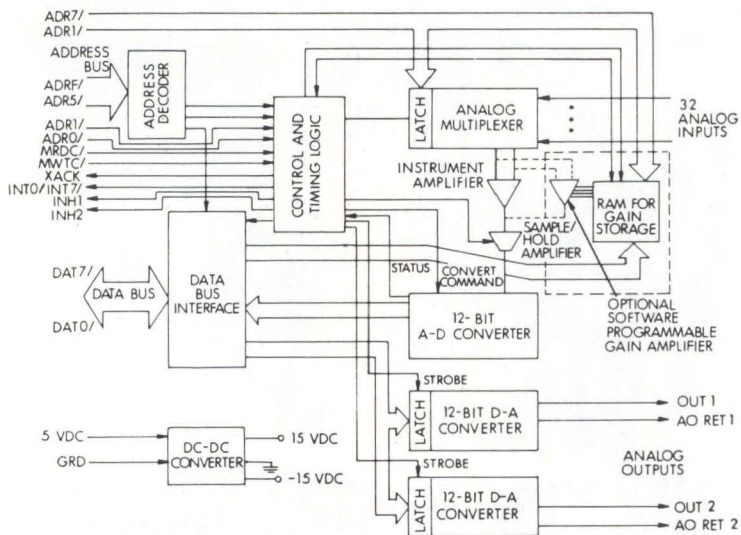 ADR7/
ADR1/
ADDRESS
BUS
ADRF/
ADR5/
ADDRESS
DECODER
ADR1/
ADR0/
MRDC/
MWTC/
XACK
INT0/INT7/
INH1
INH2
CONTROL AND
TIMING LOGIC
LATCH
ANALOG
MULTIPLEXER
32
ANALOG
INPUTS
INSTRUMENT
AMPLIFIER
RAM FOR
GAIN
STORAGE
SAMPLE/
HOLD
AMPLIFIER
DAT7/
DATA BUS
DAT0/
DATA
BUS
INTERFACE
STATUS
CONVERT
COMMAND
12-BIT
A-D CONVERTER
OPTIONAL
SOFTWARE
PROGRAMMABLE
GAIN AMPLIFIER
STROBE
LATCH
12-BIT D-A
CONVERTER
OUT 1
AO RET 1
5 VDC
GRD
DC-DC
CONVERTER
15 VDC
-15 VDC
ANALOG
OUTPUTS
STROBE
LATCH
12-BIT D-A
CONVERTER
OUT 2
AO RET 2